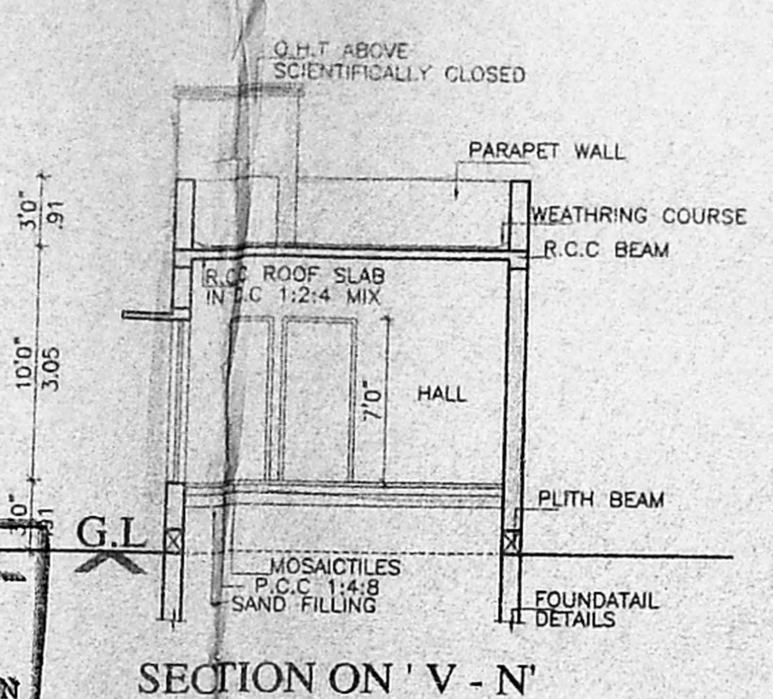 O.H.T ABOVE
SCIENTIFICALLY CLOSED
PARAPET WALL
3'0"
.91
WEATHRING COURSE
R.C.C BEAM
R.CC ROOF SLAB
IN C.C 1:2:4 MIX
10'0"
3.05
7'0"
HALL
3'0"
.91
PLITH BEAM
G.L
MOSAICTILES
P.C.C 1:4:8
SAND FILLING
FOUNDATAIL
DETAILS
SECTION ON ' V - N'
N